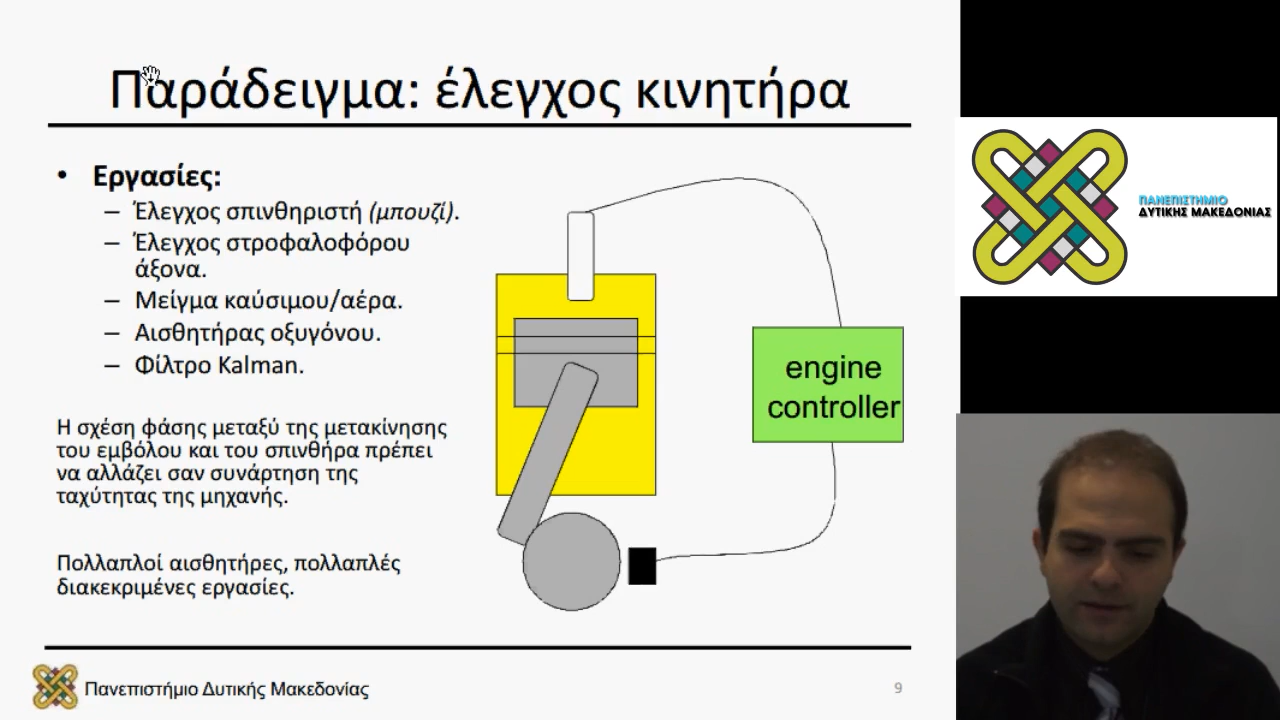 Παράδειγμα: έλεγχος κινητήρα
• Εργασίες:
– Έλεγχος σπινθηριστή (μπουζί).
– Έλεγχος στροφαλοφόρου
άξονα.
– Μείγμα καύσιμου/αέρα.
– Αισθητήρας οξυγόνου.
– Φίλτρο Kalman.
Η σχέση φάσης μεταξύ της μετακίνησης
του εμβόλου και του σπινθήρα πρέπει
να αλλάζει σαν συνάρτηση της
ταχύτητας της μηχανής.
Πολλαπλοί αισθητήρες, πολλαπλές
διακεκριμένες εργασίες.
engine
controller
Πανεπιστήμιο Δυτικής Μακεδονίας
9
ΠΑΝΕΠΙΣΤΗΜΙΟ
ΔΥΤΙΚΗΣ ΜΑΚΕΔΟΝΙΑΣ